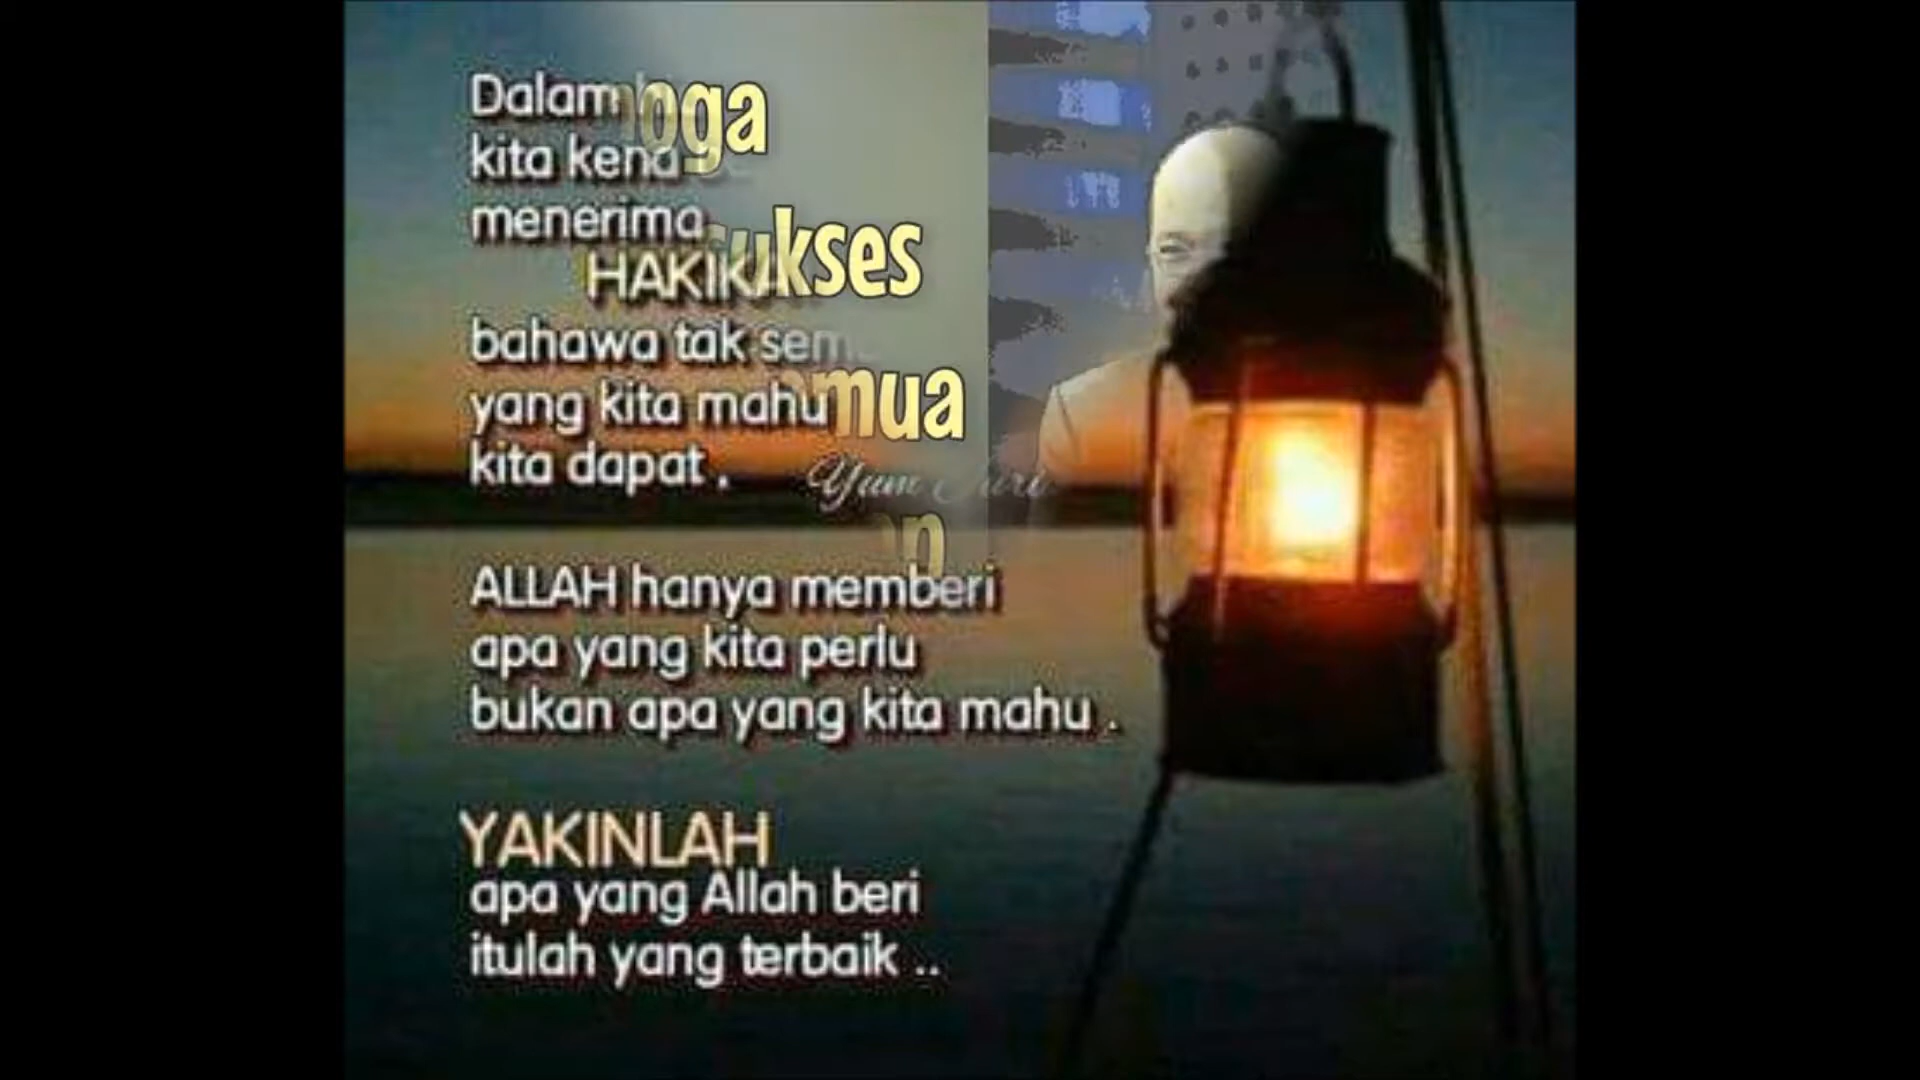 Dalam
kita kena
menerima
bahawa tak
yang kita mahu
kita dapat .
ALLAH hanya memberi
apa yang kita perlu
bukan apa yang kita mahu .
YAKINLAH
apa yang Allah beri
itulah yang terbaik ..